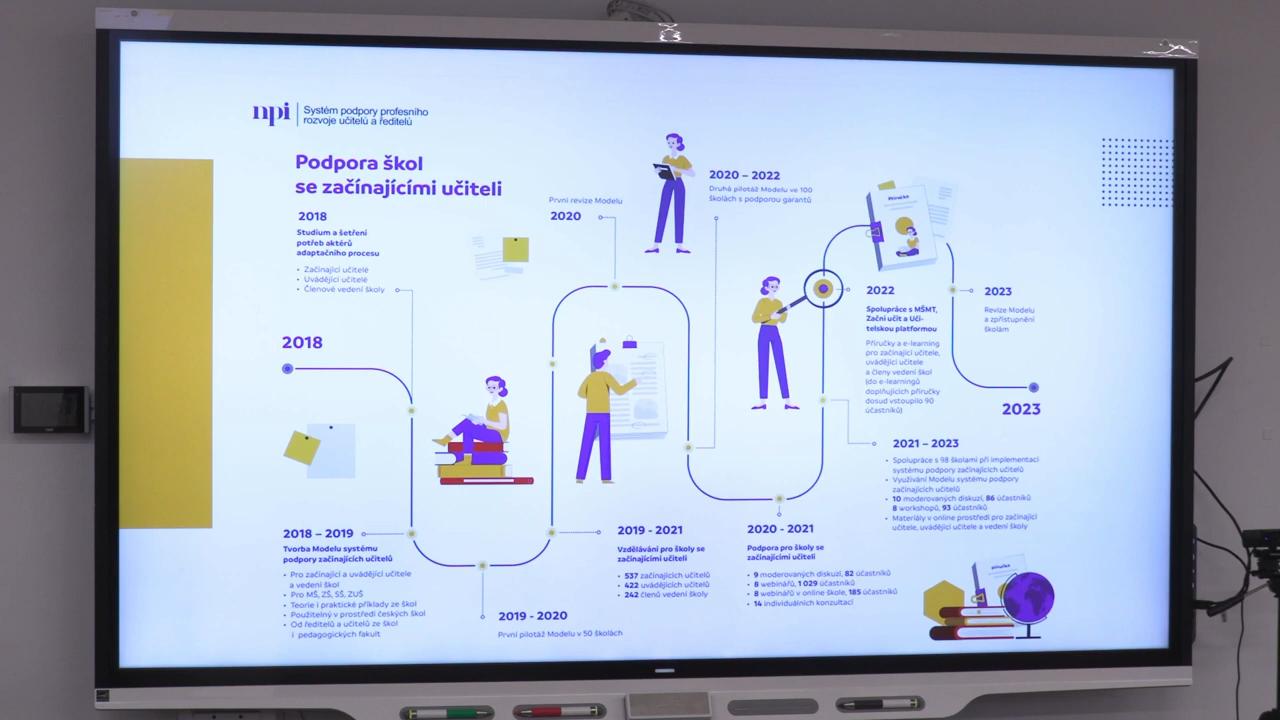 npi
Systém podpory profesního
rozvoje učitelů a ředitelů
Podpora škol
se začínajícími učiteli
2018
Studium a šetření
potřeb aktérů
adaptačního procesu
• Začínající učitelé
• Uvádějící učitelé
• Členové vedení školy
2018
2018 – 2019
Tvorba Modelu systému
podpory začínajících učitelů
• Pro začínající a uvádějící učitele
a vedení škol
• Pro MŠ, ZŠ, SŠ, ZUŠ
• Teorie i praktické příklady ze škol
• Použitelný v prostředí českých škol
• Od ředitelů a učitelů ze škol
i pedagogických fakult
2019 - 2020
První pilotáž Modelu v 50 školách
2019 - 2021
Vzdělávání pro školy se
začínajícími učiteli
• 537 začínajících učitelů
• 422 uvádějících učitelů
• 242 členů vedení školy
První revize Modelu
2020
2020 – 2022
Druhá pilotáž Modelu ve 100
školách s podporou garantů
2020 - 2021
Podpora pro školy se
začínajícími učiteli
• 9 moderovaných diskuzí, 82 účastníků
• 8 webinářů, 1 029 účastníků
• 8 webinářů v online škole, 185 účastníků
• 14 individuálních konzultací
2021 – 2023
• Spolupráce s 98 školami při implementaci
systému podpory začínajících učitelů
• Využívání Modelu systému podpory
začínajících učitelů
• 10 moderovaných diskuzí, 86 účastníků
8 workshopů, 93 účastníků
• Materiály v online prostředí pro začínající
učitele, uvádějící učitele a vedení školy
Příručka
2022
Spolupráce s MŠMT,
Začni učit a Uči-
telskou platformou
Příručky a e-learning
pro začínající učitele,
uvádějící učitele
a členy vedení škol
(do e-learningů
doplňujících příručky
dosud vstoupilo 90
účastníků)
2023
Revize Modelu
a zpřístupnění
školám
2023
příručka